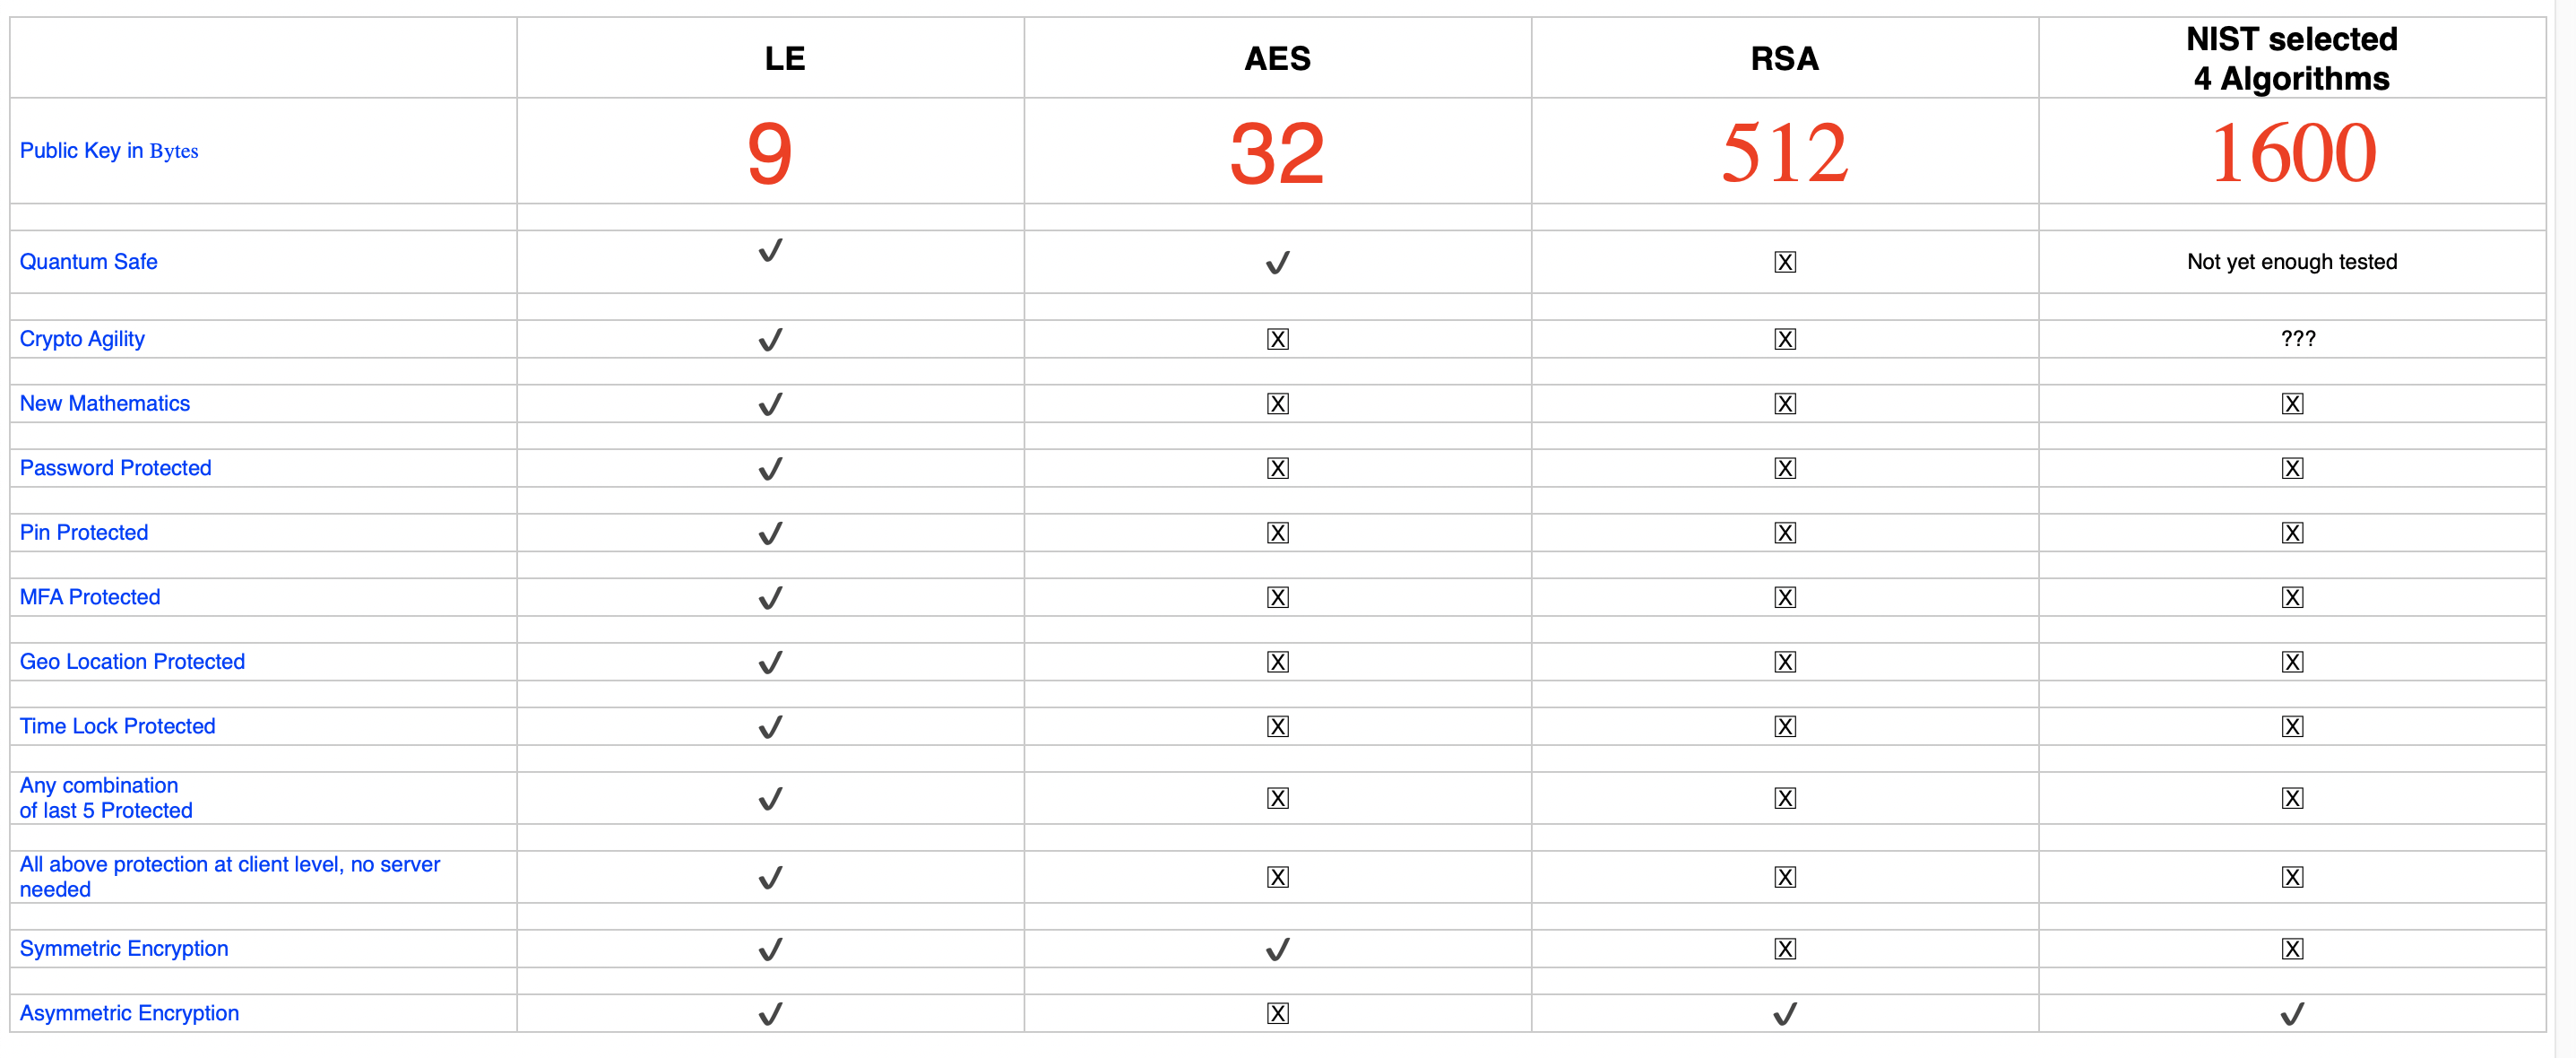 LE AES RSA NIST selected
4 Algorithms
Public Key in Bytes 9 32 512 1600
Quantum Safe ✓ ✓ ☒ Not yet enough tested
Crypto Agility ✓ ☒ ☒ ???
New Mathematics ✓ ☒ ☒ ☒
Password Protected ✓ ☒ ☒ ☒
Pin Protected ✓ ☒ ☒ ☒
MFA Protected ✓ ☒ ☒ ☒
Geo Location Protected ✓ ☒ ☒ ☒
Time Lock Protected ✓ ☒ ☒ ☒
Any combination
of last 5 Protected ✓ ☒ ☒ ☒
All above protection at client level, no server
needed ✓ ☒ ☒ ☒
Symmetric Encryption ✓ ✓ ☒ ☒
Asymmetric Encryption ✓ ☒ ✓ ✓